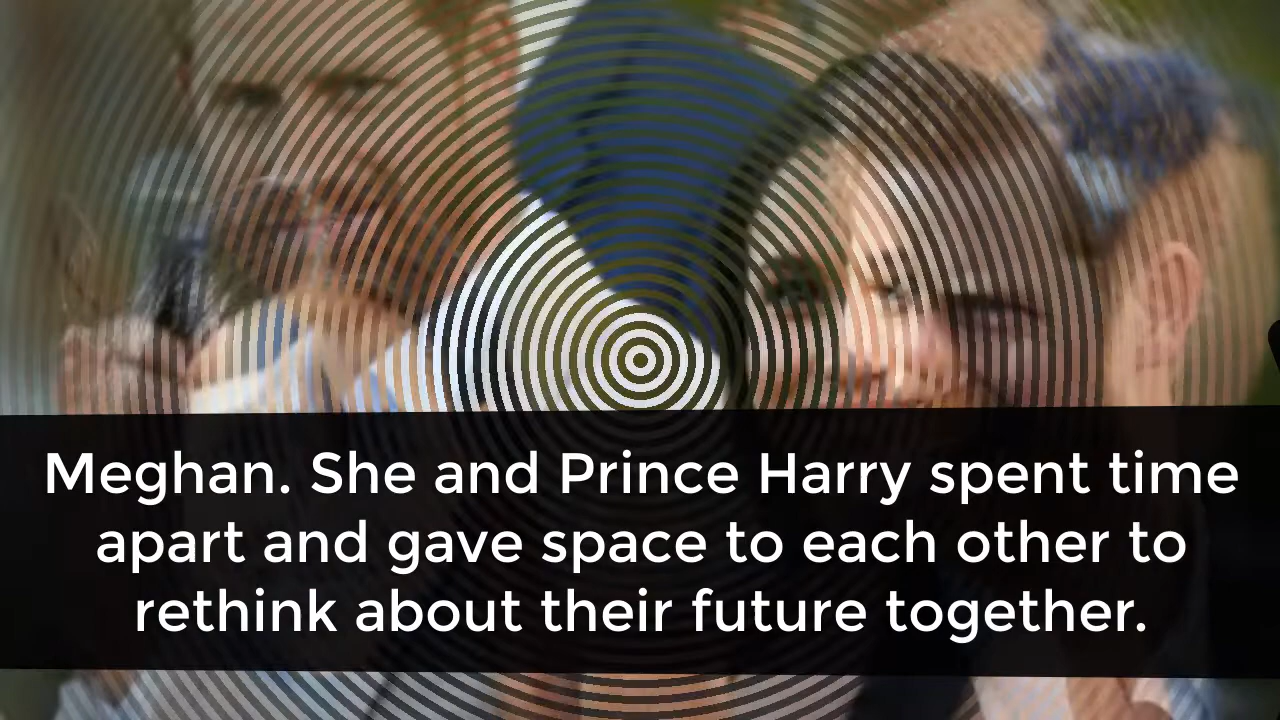 Meghan. She and Prince Harry spent time
apart and gave space to each other to
rethink about their future together.